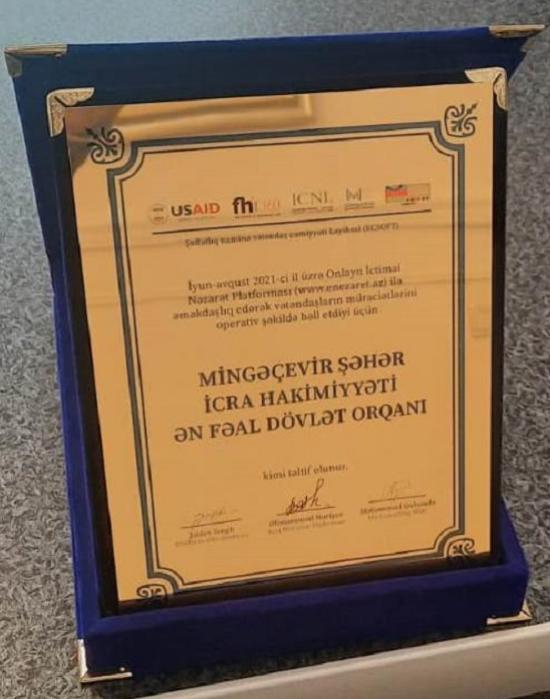 USAID fhi360 ICNL
Şəffaflıq naminə vətəndaş cəmiyyəti layihəsi (ECSOFT)
İyun-avqust 2021-ci il üzrə Onlayn İctimai
Nəzarət Platforması (www.enezaret.az) ilə
əməkdaşlıq edərək vətəndaşların müraciətlərini
operativ şəkildə həll etdiyi üçün
MİNGƏÇEVİR ŞƏHƏR
İCRA HAKİMİYYƏTİ
ƏN FƏAL DÖVLƏT ORQANI
kimi təltif olunur.